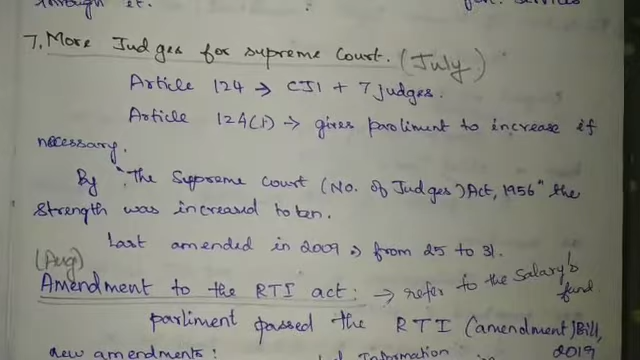 through it.
7. More Judges for supreme court. (July)
Article 124 → CJI + 7 judges.
Article 124(1) → gives parliment to increase if
necessary.
By "The Supreme Court (No. of Judges) Act, 1956" the
Strength was increased to ten.
Last amended in 2009 → from 25 to 31.
(Aug)
Amendment to the RTI act: → refer to the Salary's fund
parliment passed the RTI (amendment) Bill,
2019
new amendments: Information